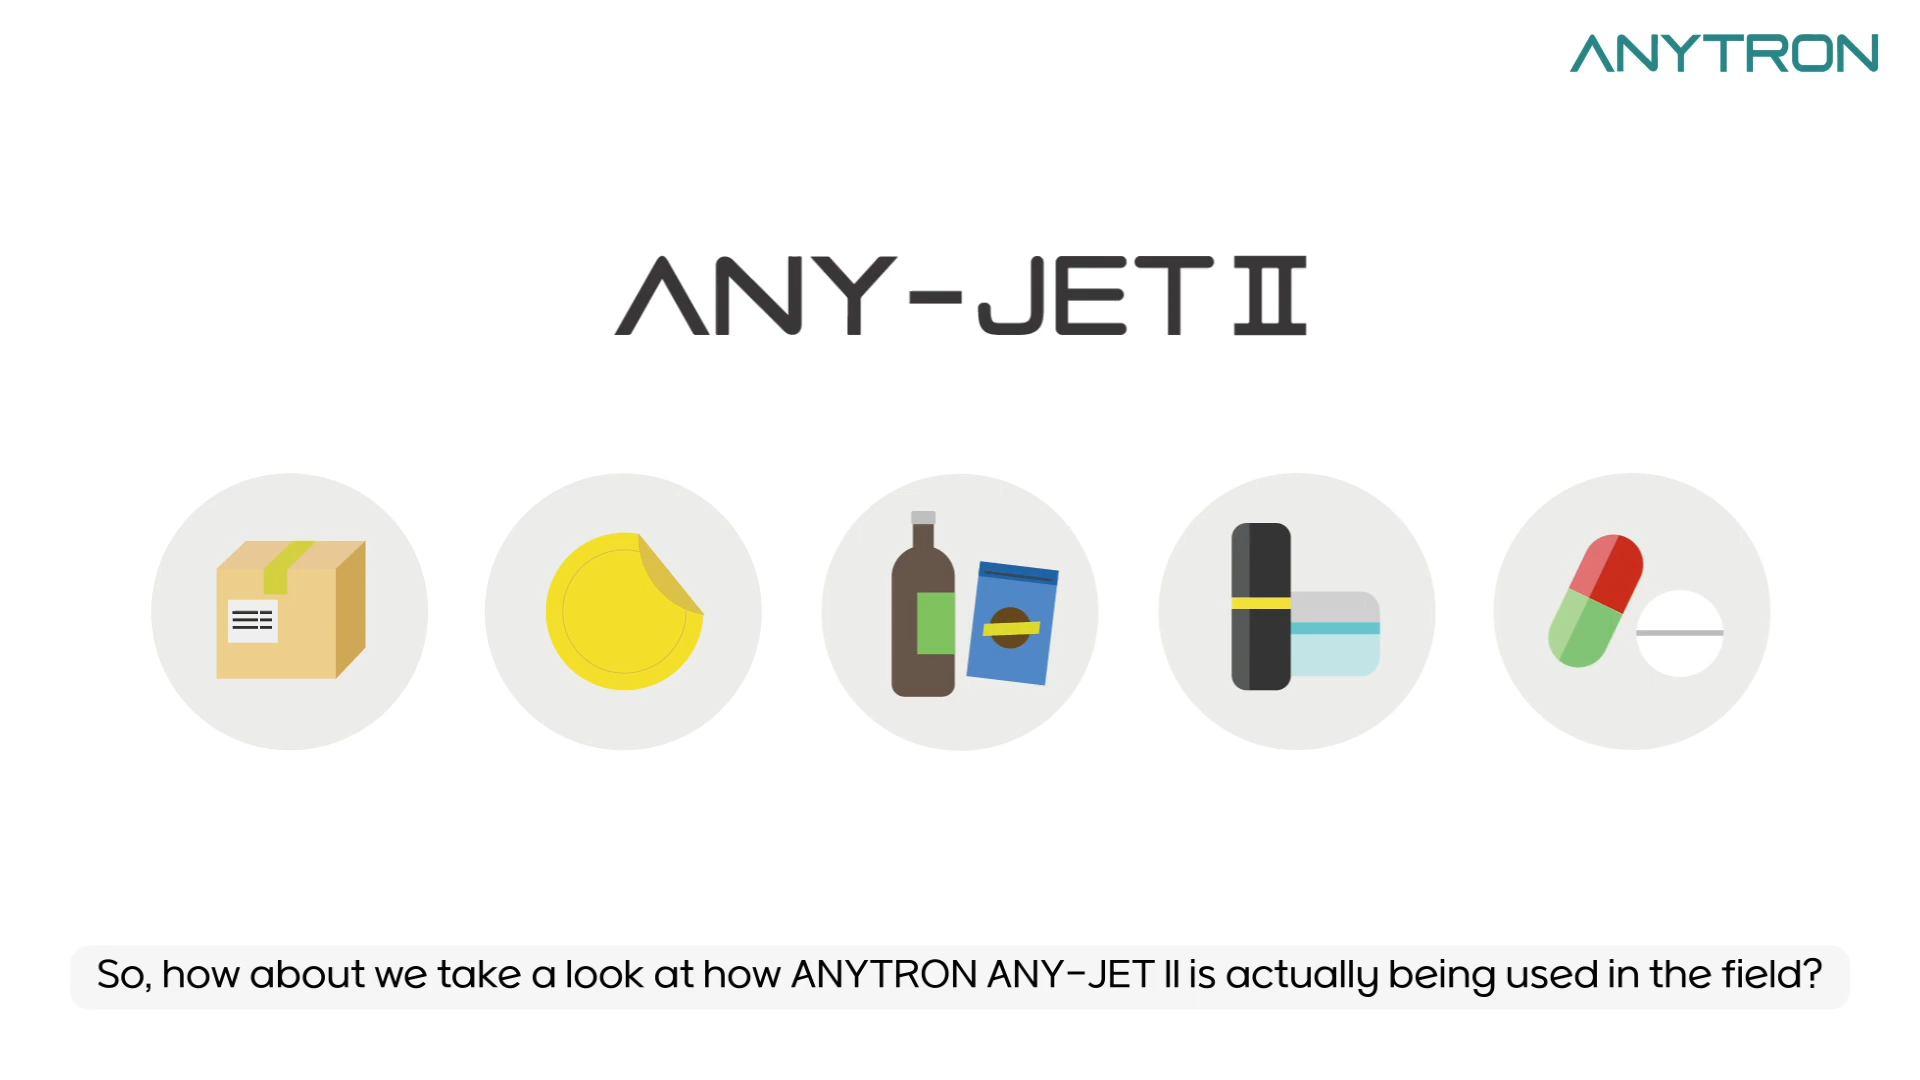 ANYTRON
ANY-JET II
So, how about we take a look at how ANYTRON ANY-JET II is actually being used in the field?